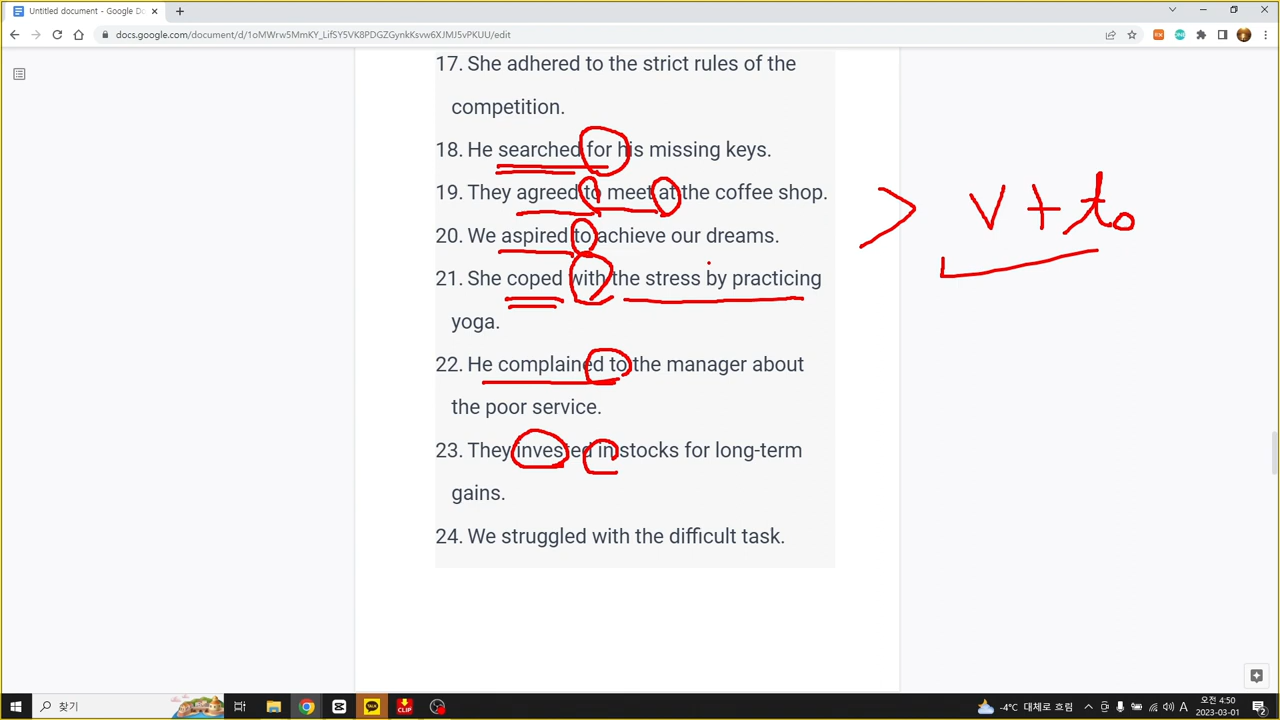 Untitled document - Google Do
docs.google.com/document/d/1oMWrw5MmKY_LifSY5VK8PDGZGynkKsvw6XJMJ5vPKUU/edit
17. She adhered to the strict rules of the
competition.
18. He searched for his missing keys.
19. They agreed to meet at the coffee shop.
20. We aspired to achieve our dreams.
21. She coped with the stress by practicing
yoga.
22. He complained to the manager about
the poor service.
23. They invested in stocks for long-term
gains.
24. We struggled with the difficult task.
> V + to
찾기
CLIP
-4°C 대체로 흐림
A
오전 4:50
2023-03-01
2